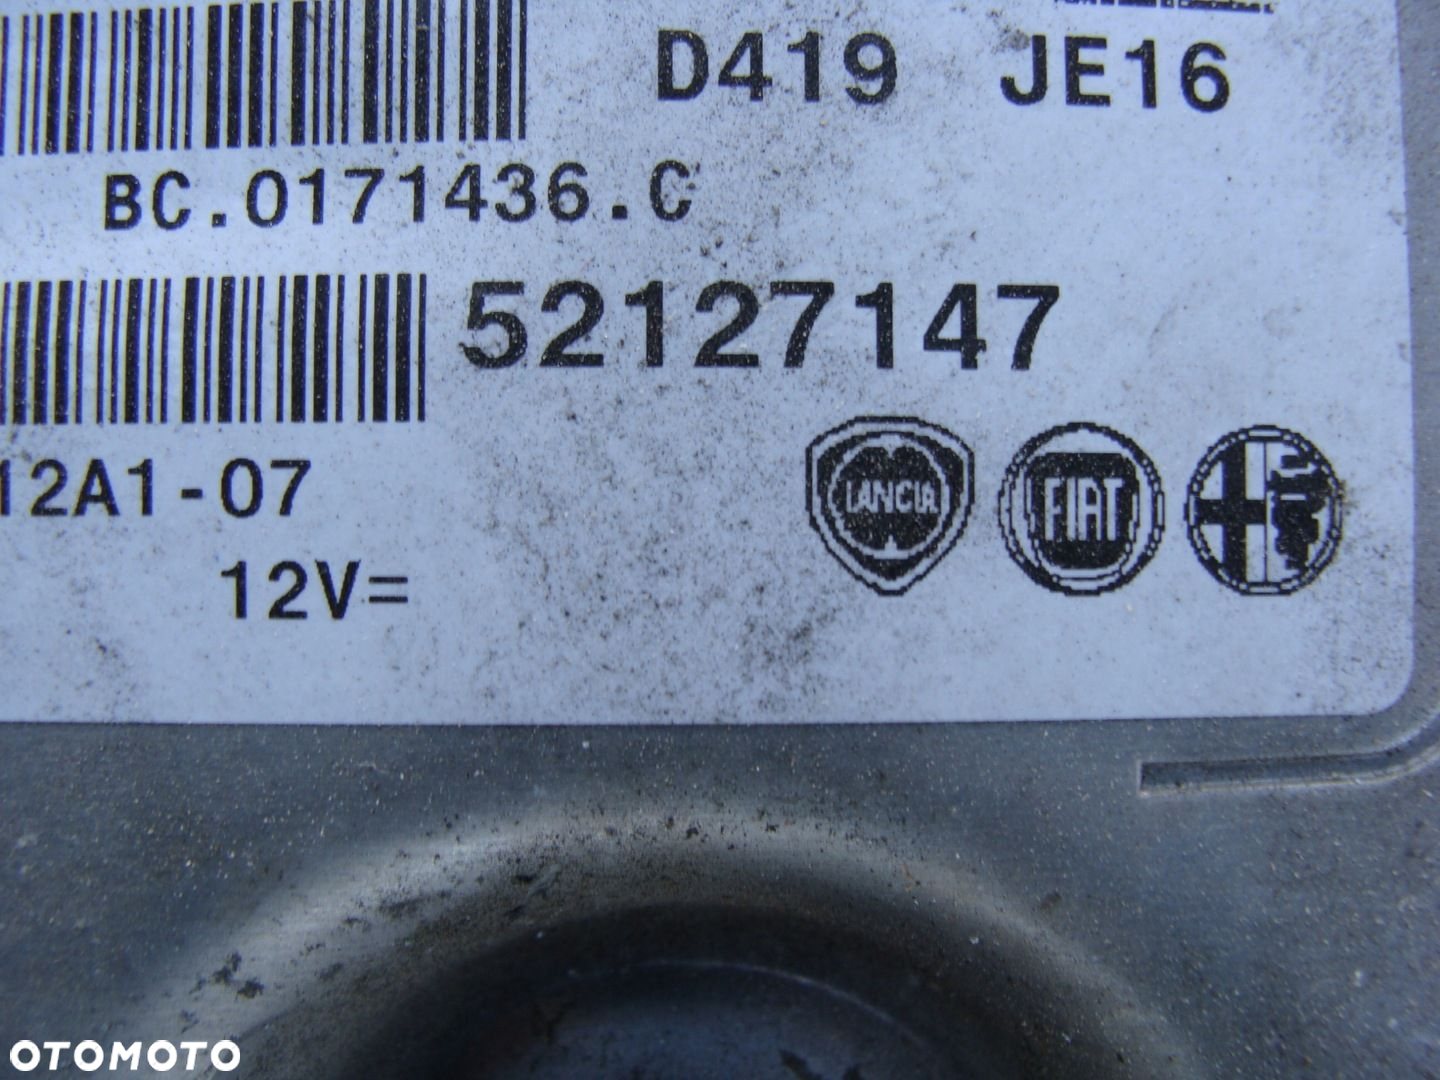 D419 JE16
BC.0171436.C
52127147
12A1-07
LANCIA FIAT
12V=
OTOMOTO